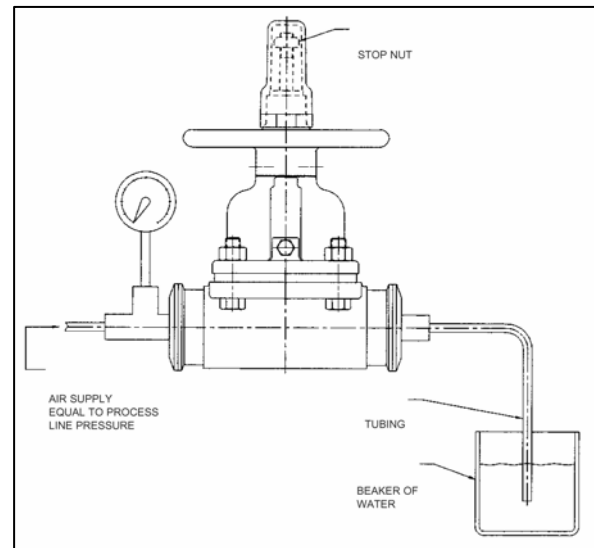 STOP NUT
AIR SUPPLY
EQUAL TO PROCESS
LINE PRESSURE
TUBING
BEAKER OF
WATER